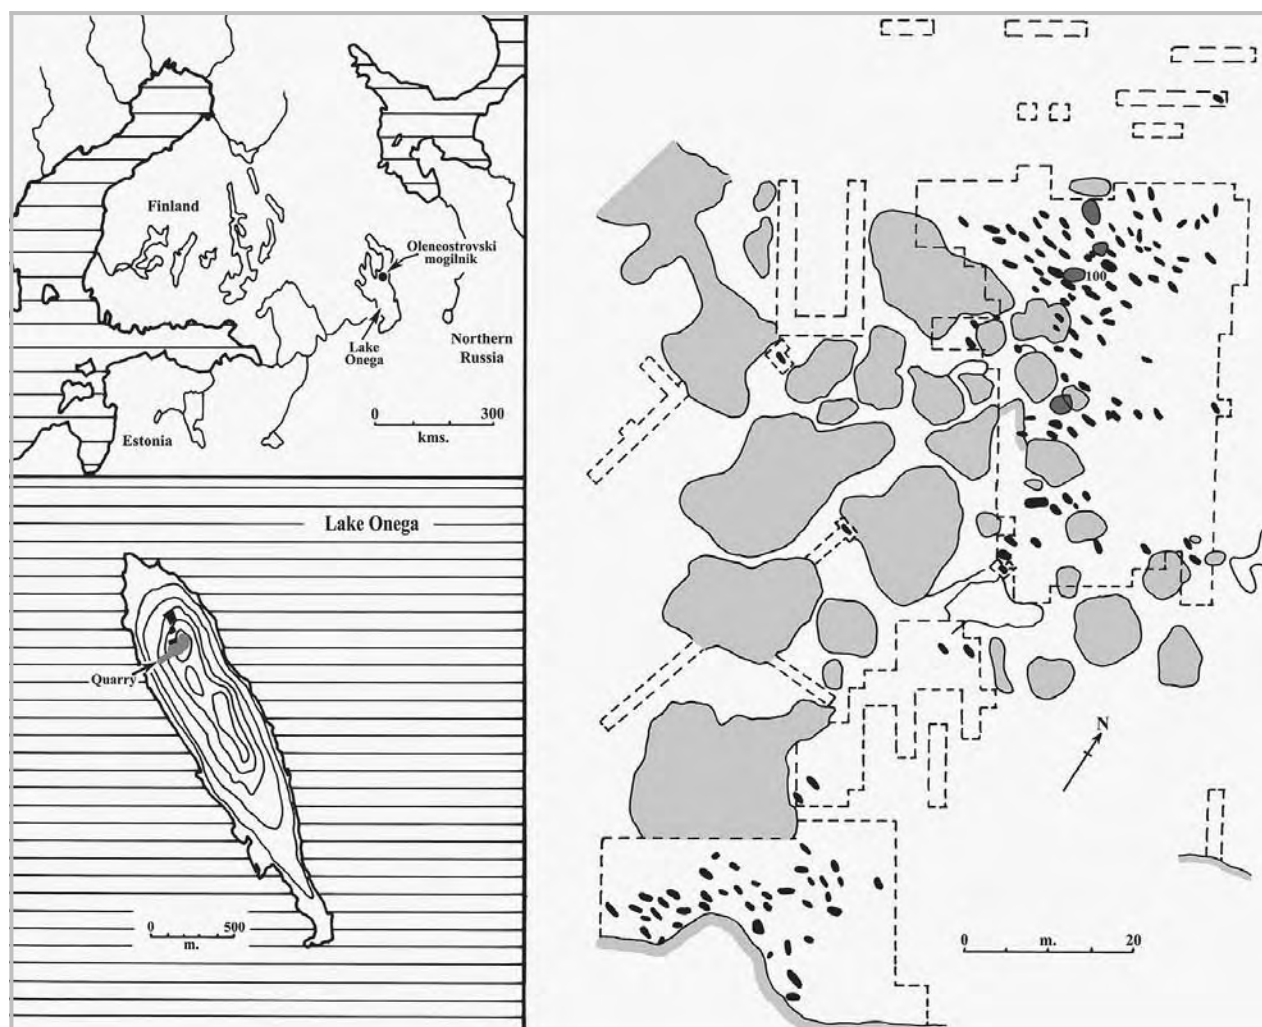 Finland
Oleneostrovski
mogilnik
Lake
Onega
Northern
Russia
Estonia
0 300
kms.
Lake Onega
Quarry
0 500
m.
100
N
0 m. 20